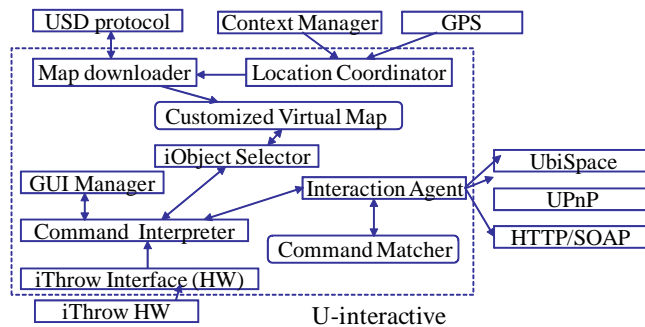 USD protocol
Context Manager
GPS
Map downloader
Location Coordinator
Customized Virtual Map
iObject Selector
GUI Manager
Interaction Agent
UbiSpace
UPnP
Command Interpreter
HTTP/SOAP
Command Matcher
iThrow Interface (HW)
iThrow HW
U-interactive